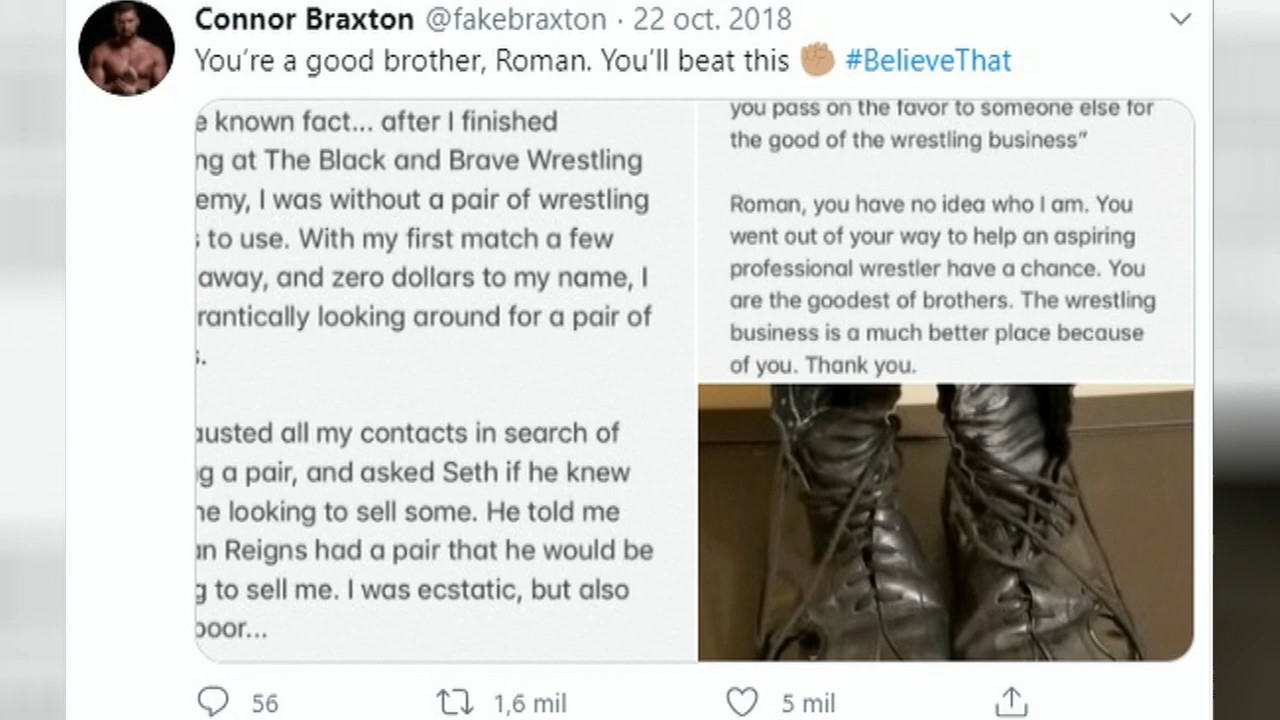 Connor Braxton @fakebraxton · 22 oct. 2018
You're a good brother, Roman. You'll beat this ✊🏽 #BelieveThat
e known fact... after I finished
ng at The Black and Brave Wrestling
emy, I was without a pair of wrestling
s to use. With my first match a few
away, and zero dollars to my name, I
rantically looking around for a pair of
s.
austed all my contacts in search of
g a pair, and asked Seth if he knew
ne looking to sell some. He told me
an Reigns had a pair that he would be
g to sell me. I was ecstatic, but also
poor...
you pass on the favor to someone else for
the good of the wrestling business"
Roman, you have no idea who I am. You
went out of your way to help an aspiring
professional wrestler have a chance. You
are the goodest of brothers. The wrestling
business is a much better place because
of you. Thank you.
56
1,6 mil
5 mil